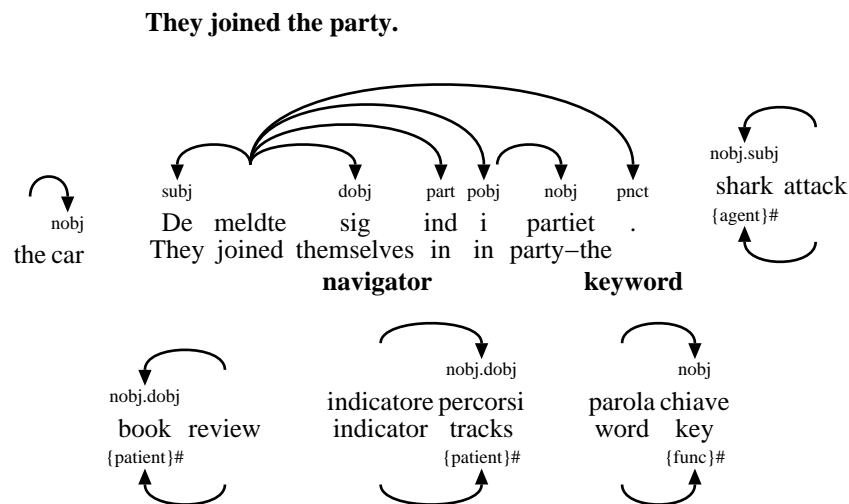 They joined the party.
subj dobj part pobj nobj pnct
De meldte sig ind i partiet .
They joined themselves in in party–the
nobj
the car
nobj.subj
shark attack
{agent}#
navigator
keyword
nobj.dobj
book review
{patient}#
nobj.dobj
indicatore percorsi
indicator tracks
{patient}#
nobj
parola chiave
word key
{func}#